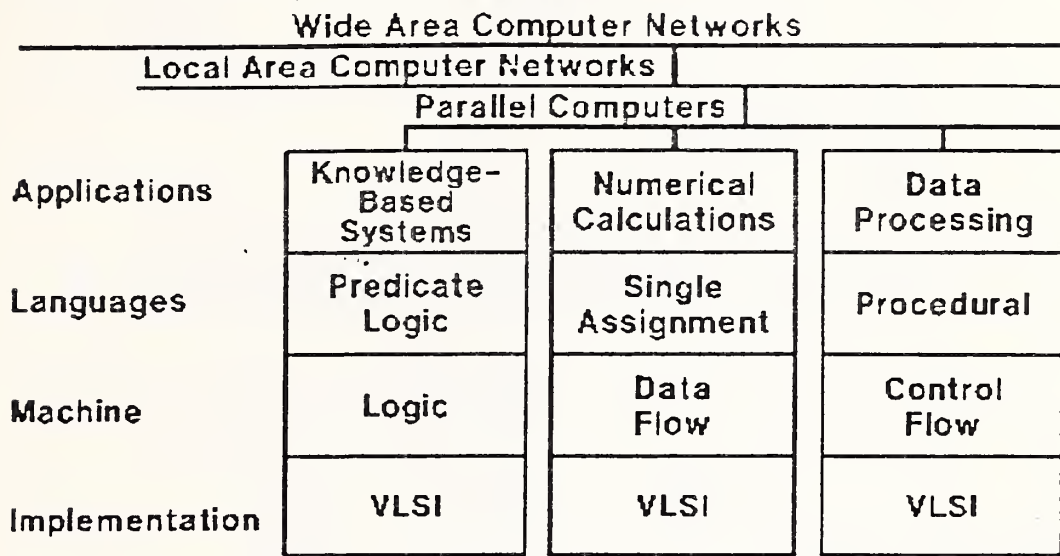 Wide Area Computer Networks
Local Area Computer Networks
Parallel Computers
Applications
Knowledge-
Based
Systems
Numerical
Calculations
Data
Processing
Languages
Predicate
Logic
Single
Assignment
Procedural
Machine
Logic
Data
Flow
Control
Flow
Implementation
VLSI
VLSI
VLSI